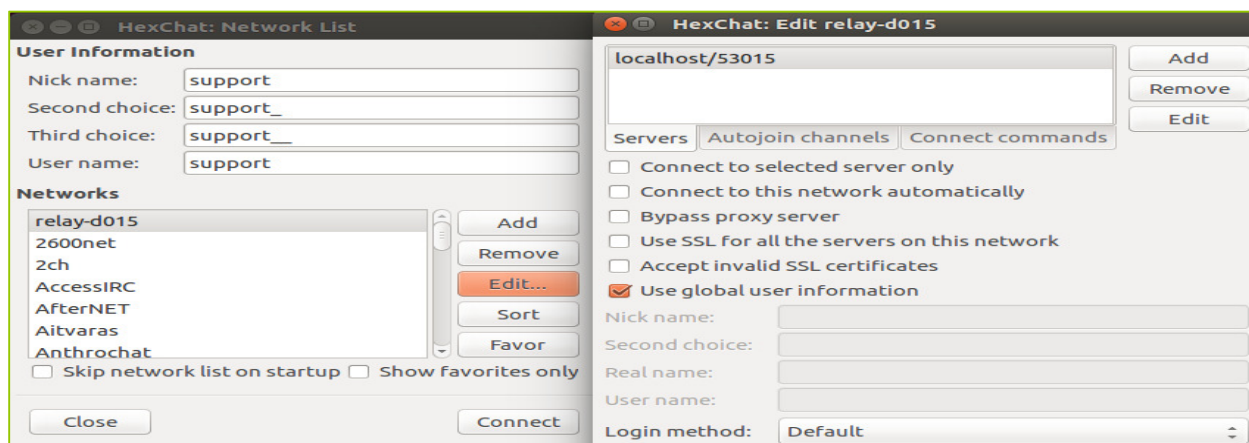 HexChat: Network List
User Information
Nick name: support
Second choice: support_
Third choice: support__
User name: support
Networks
relay-d015
2600net
2ch
AccessIRC
AfterNET
Aitvaras
Anthrochat
Add
Remove
Edit...
Sort
Favor
Skip network list on startup Show favorites only
Close Connect
HexChat: Edit relay-d015
localhost/53015
Add
Remove
Edit
Servers Autojoin channels Connect commands
Connect to selected server only
Connect to this network automatically
Bypass proxy server
Use SSL for all the servers on this network
Accept invalid SSL certificates
Use global user information
Nick name:
Second choice:
Real name:
User name:
Login method: Default